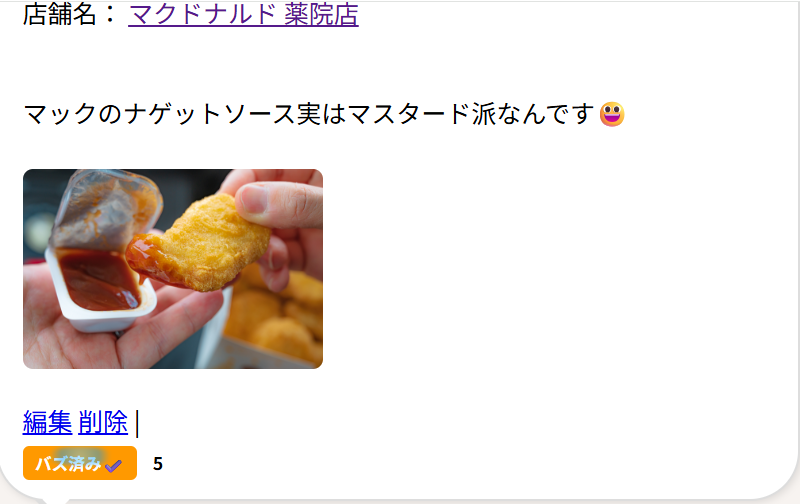 店舗名： マクドナルド 薬院店
マックのナゲットソース実はマスタード派なんです😀
編集 削除 |
バズ済み✔ 5